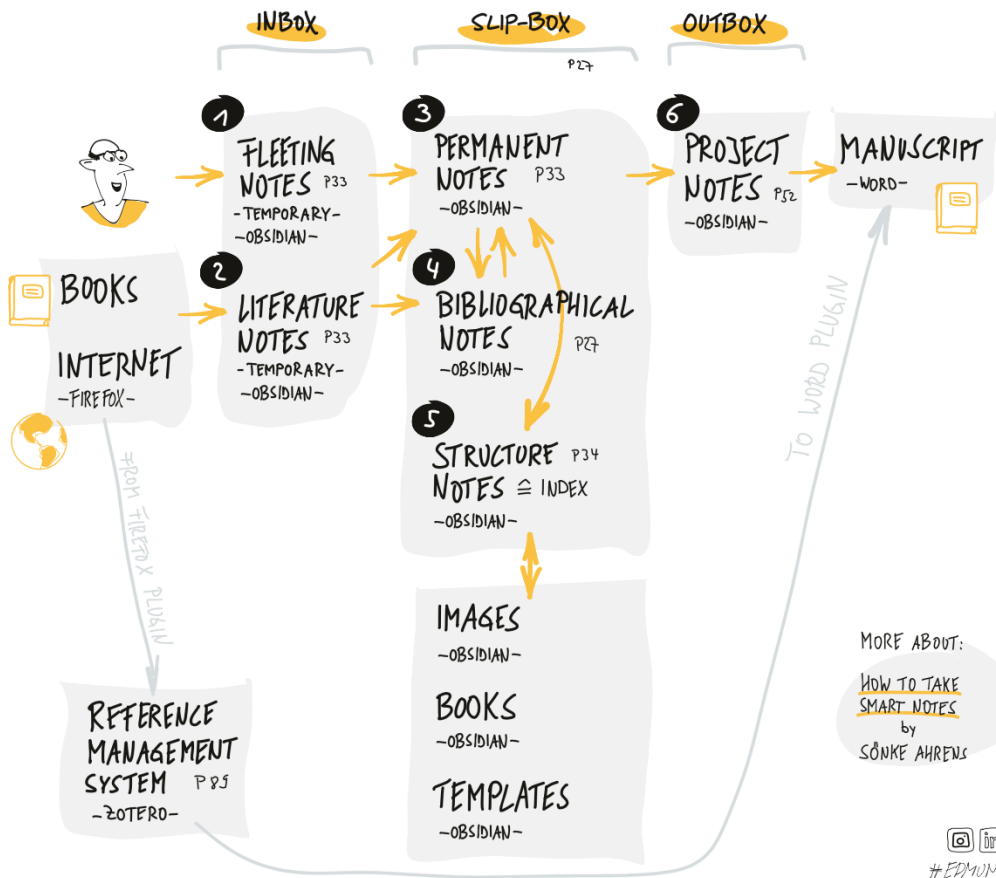 INBOX
SLIP-BOX
P27
OUTBOX
1
FLEETING
NOTES P33
-TEMPORARY-
-OBSIDIAN-
2
LITERATURE
NOTES P33
-TEMPORARY-
-OBSIDIAN-
3
PERMANENT
NOTES P33
-OBSIDIAN-
4
BIBLIOGRAPHICAL
NOTES P27
-OBSIDIAN-
5
STRUCTURE P34
NOTES ≙ INDEX
-OBSIDIAN-
6
PROJECT
NOTES P52
-OBSIDIAN-
MANUSCRIPT
-WORD-
BOOKS
INTERNET
-FIREFOX-
FROM FIREFOX PLUGIN
TO WORD PLUGIN
REFERENCE
MANAGEMENT
SYSTEM P85
-ZOTERO-
IMAGES
-OBSIDIAN-
BOOKS
-OBSIDIAN-
TEMPLATES
-OBSIDIAN-
MORE ABOUT:
HOW TO TAKE
SMART NOTES
by
SÖNKE AHRENS
in
#EDMUN